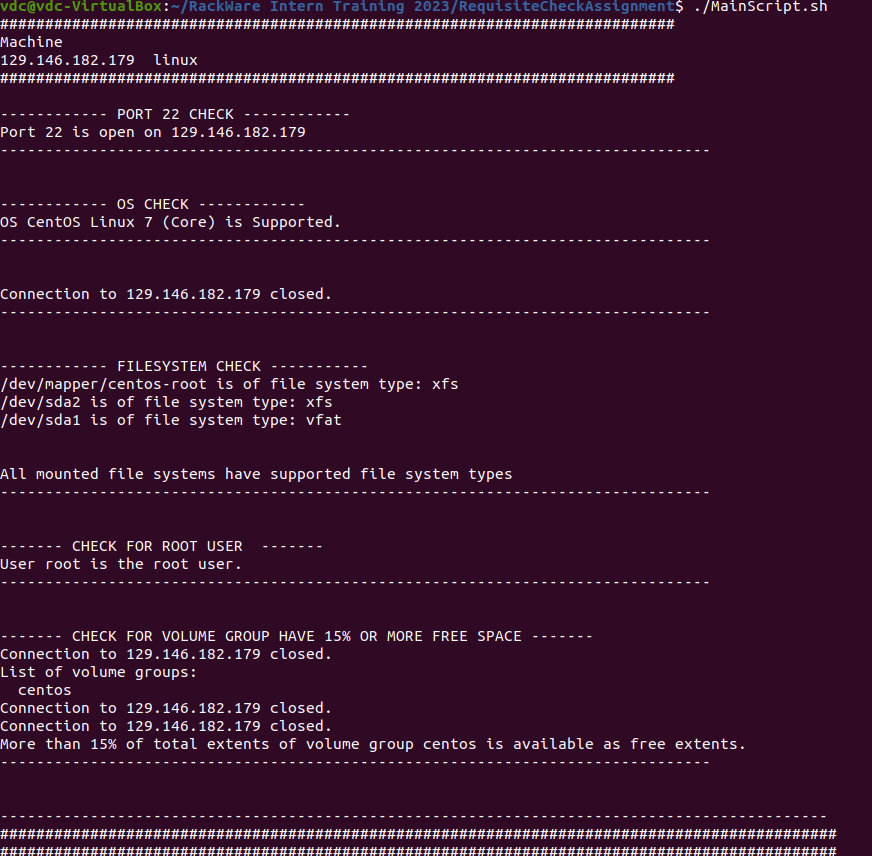 vdc@vdc-VirtualBox:~/RackWare Intern Training 2023/RequisiteCheckAssignment$ ./MainScript.sh
###########################################################################
Machine
129.146.182.179  linux
###########################################################################
------------ PORT 22 CHECK ------------
Port 22 is open on 129.146.182.179
-------------------------------------------------------------------------------
------------ OS CHECK ------------
OS CentOS Linux 7 (Core) is Supported.
-------------------------------------------------------------------------------
Connection to 129.146.182.179 closed.
-------------------------------------------------------------------------------
------------ FILESYSTEM CHECK -----------
/dev/mapper/centos-root is of file system type: xfs
/dev/sda2 is of file system type: xfs
/dev/sda1 is of file system type: vfat
All mounted file systems have supported file system types
-------------------------------------------------------------------------------
------- CHECK FOR ROOT USER  -------
User root is the root user.
-------------------------------------------------------------------------------
------- CHECK FOR VOLUME GROUP HAVE 15% OR MORE FREE SPACE -------
Connection to 129.146.182.179 closed.
List of volume groups:
  centos
Connection to 129.146.182.179 closed.
Connection to 129.146.182.179 closed.
More than 15% of total extents of volume group centos is available as free extents.
-------------------------------------------------------------------------------
--------------------------------------------------------------------------------------------
#############################################################################################
#############################################################################################